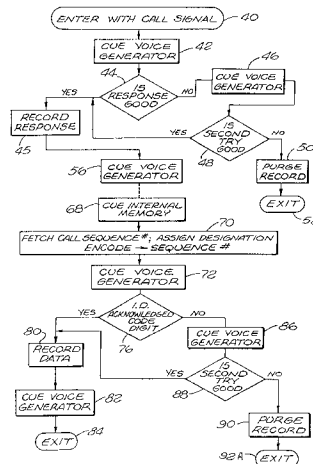 ENTER WITH CALL SIGNAL
40
CUE VOICE
GENERATOR
42
44
IS
RESPONSE
GOOD
YES
NO
CUE VOICE
GENERATOR
46
RECORD
RESPONSE
45
YES
IS
SECOND
TRY
GOOD
NO
48
PURGE
RECORD
50
EXIT
CUE VOICE
GENERATOR
56
CUE INTERNAL
MEMORY
68
70
FETCH CALL SEQUENCE #; ASSIGN DESIGNATION
ENCODE → SEQUENCE #
CUE VOICE
GENERATOR
72
YES
I.D.
ACKNOWLEDGED
CODE
DIGIT
NO
76
80
RECORD
DATA
86
CUE VOICE
GENERATOR
YES
IS
SECOND
TRY
GOOD
NO
88
CUE VOICE
GENERATOR
82
EXIT
84
90
PURGE
RECORD
92A
EXIT